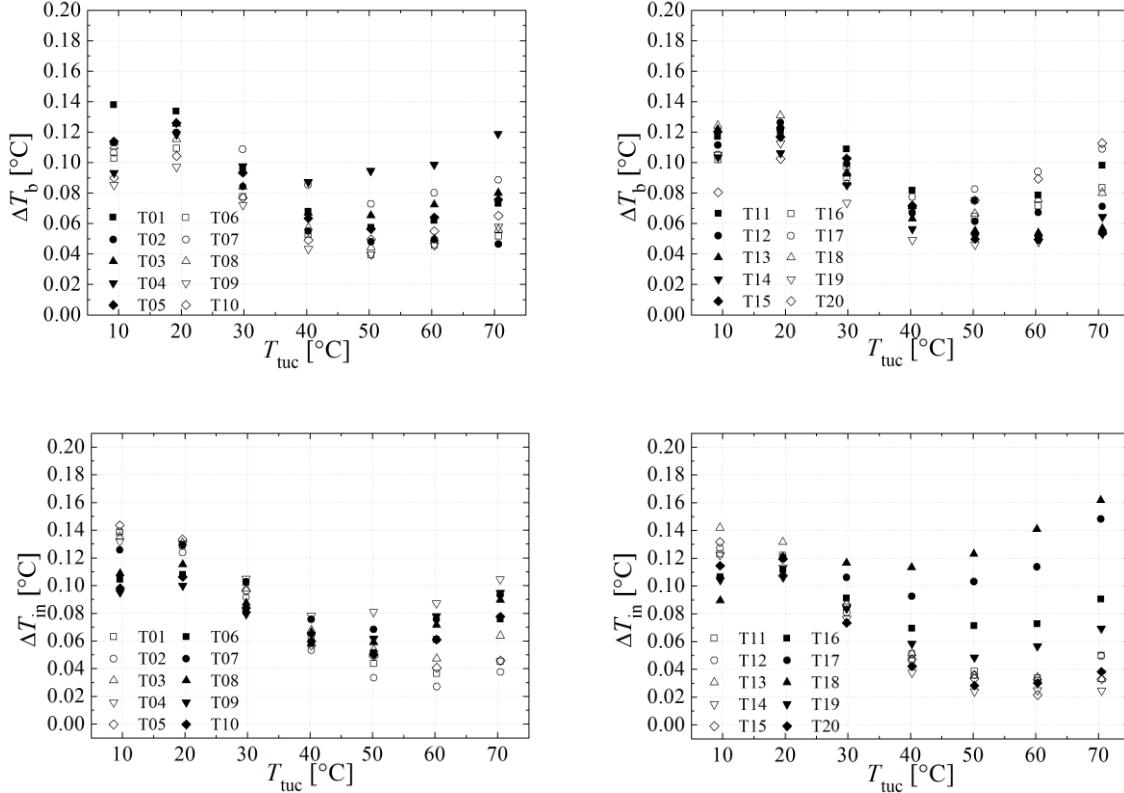 0.20
0.18
0.16
0.14
0.12
0.10
0.08
0.06
0.04
0.02
0.00
ΔT_b [°C]
T01 T06
T02 T07
T03 T08
T04 T09
T05 T10
10 20 30 40 50 60 70
T_tuc [°C]
0.20
0.18
0.16
0.14
0.12
0.10
0.08
0.06
0.04
0.02
0.00
ΔT_b [°C]
T11 T16
T12 T17
T13 T18
T14 T19
T15 T20
10 20 30 40 50 60 70
T_tuc [°C]
0.20
0.18
0.16
0.14
0.12
0.10
0.08
0.06
0.04
0.02
0.00
ΔT_in [°C]
T01 T06
T02 T07
T03 T08
T04 T09
T05 T10
10 20 30 40 50 60 70
T_tuc [°C]
0.20
0.18
0.16
0.14
0.12
0.10
0.08
0.06
0.04
0.02
0.00
ΔT_in [°C]
T11 T16
T12 T17
T13 T18
T14 T19
T15 T20
10 20 30 40 50 60 70
T_tuc [°C]